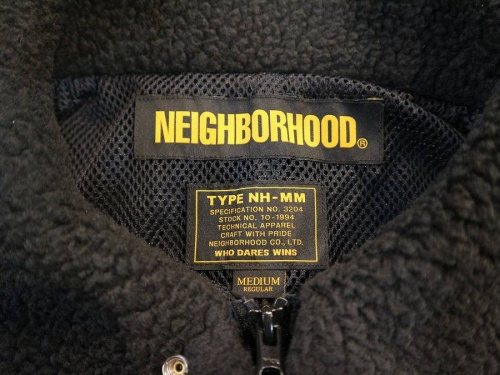 NEIGHBORHOOD®
TYPE NH-MM
SPECIFICATION NO. 3204
STOCK NO. 10-1994
TECHNICAL APPAREL
CRAFT WITH PRIDE
NEIGHBORHOOD CO., LTD.
WHO DARES WINS
MEDIUM
REGULAR